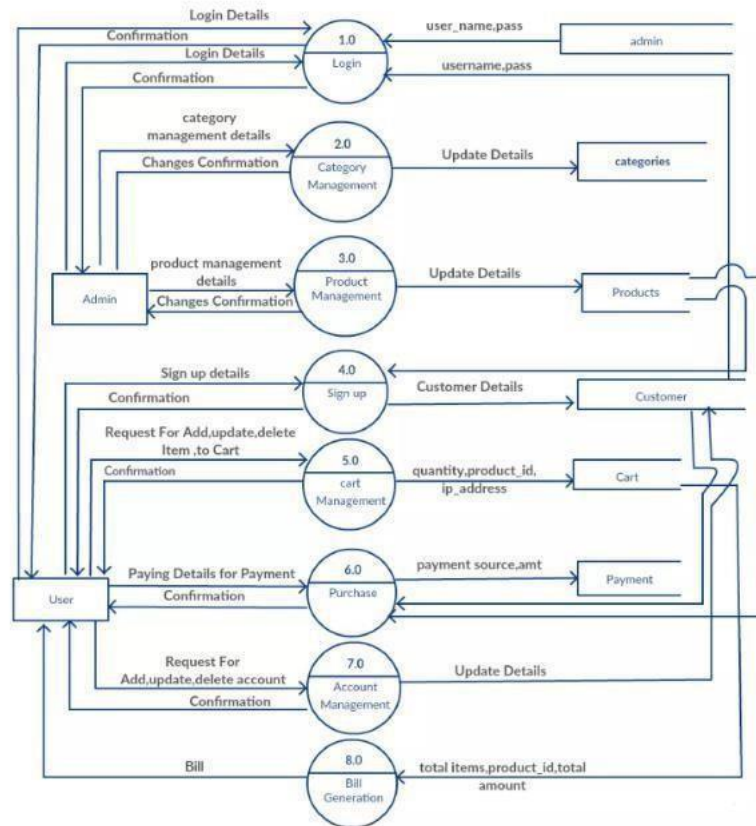 Login Details
Confirmation
Login Details
Confirmation
1.0
Login
user_name,pass
admin
username,pass
category
management details
Changes Confirmation
2.0
Category
Management
Update Details
categories
product management
details
Changes Confirmation
Admin
3.0
Product
Management
Update Details
Products
Sign up details
Confirmation
4.0
Sign up
Customer Details
Customer
Request For Add,update,delete
Item ,to Cart
Confirmation
5.0
cart
Management
quantity,product_id,
ip_address
Cart
User
Paying Details for Payment
Confirmation
6.0
Purchase
payment source,amt
Payment
Request For
Add,update,delete account
Confirmation
7.0
Account
Management
Update Details
Bill
8.0
Bill
Generation
total items,product_id,total
amount